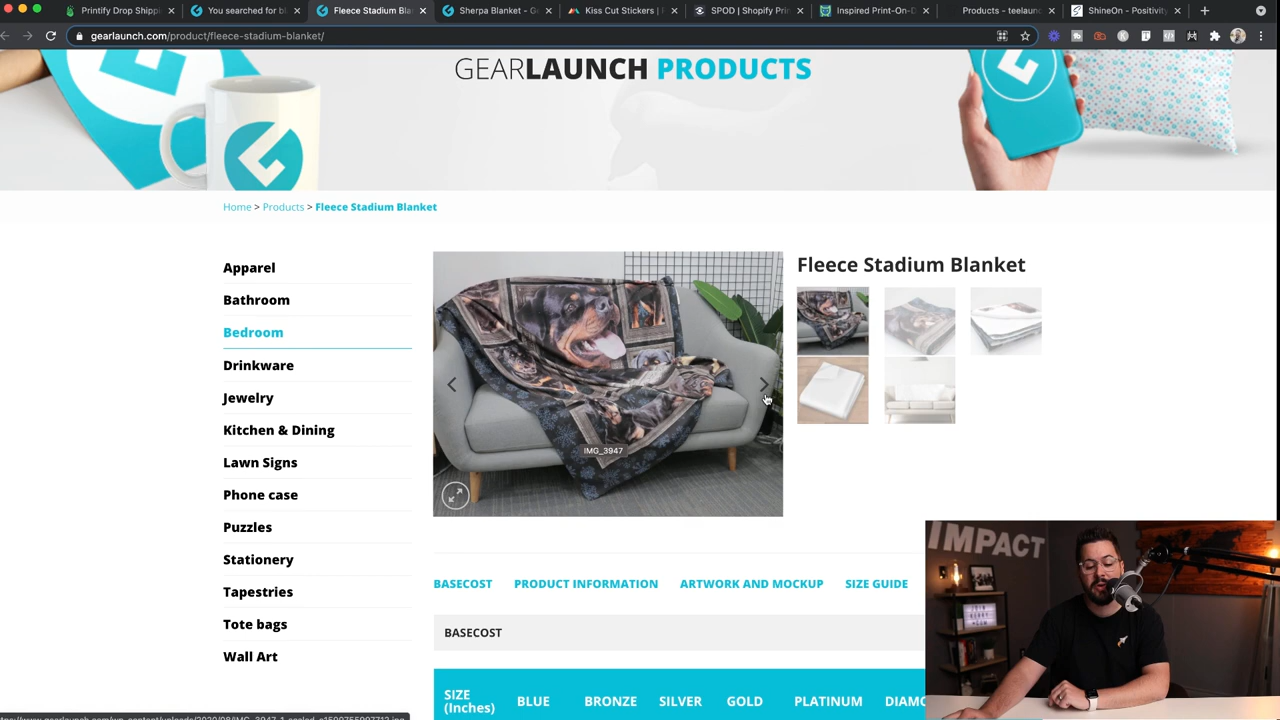 Printify Drop Shippi
You searched for bl
Fleece Stadium Blan
Sherpa Blanket - Ge
Kiss Cut Stickers |
SPOD | Shopify Prin
Inspired Print-On-D
Products - teelaunc
ShineOn - Positivity
gearlaunch.com/product/fleece-stadium-blanket/
GEARLAUNCH PRODUCTS
Home > Products > Fleece Stadium Blanket
Apparel
Bathroom
Bedroom
Drinkware
Jewelry
Kitchen & Dining
Lawn Signs
Phone case
Puzzles
Stationery
Tapestries
Tote bags
Wall Art
IMG_3947
Fleece Stadium Blanket
BASECOST PRODUCT INFORMATION ARTWORK AND MOCKUP SIZE GUIDE
BASECOST
SIZE
(Inches) BLUE BRONZE SILVER GOLD PLATINUM DIAMO
IMPACT